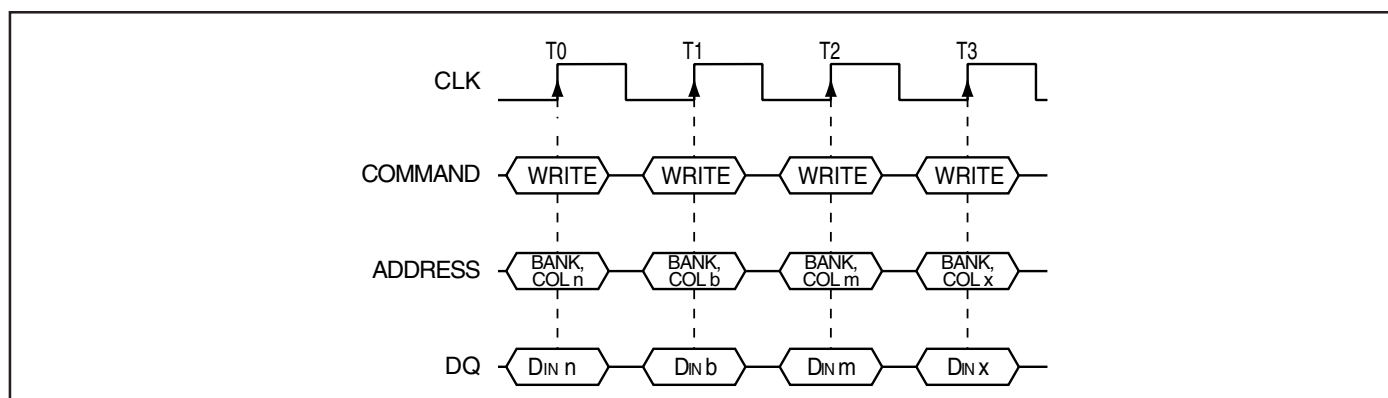 T0 T1 T2 T3
CLK
COMMAND WRITE WRITE WRITE WRITE
ADDRESS BANK, COL n BANK, COL b BANK, COL m BANK, COL x
DQ DIN n DIN b DIN m DIN x